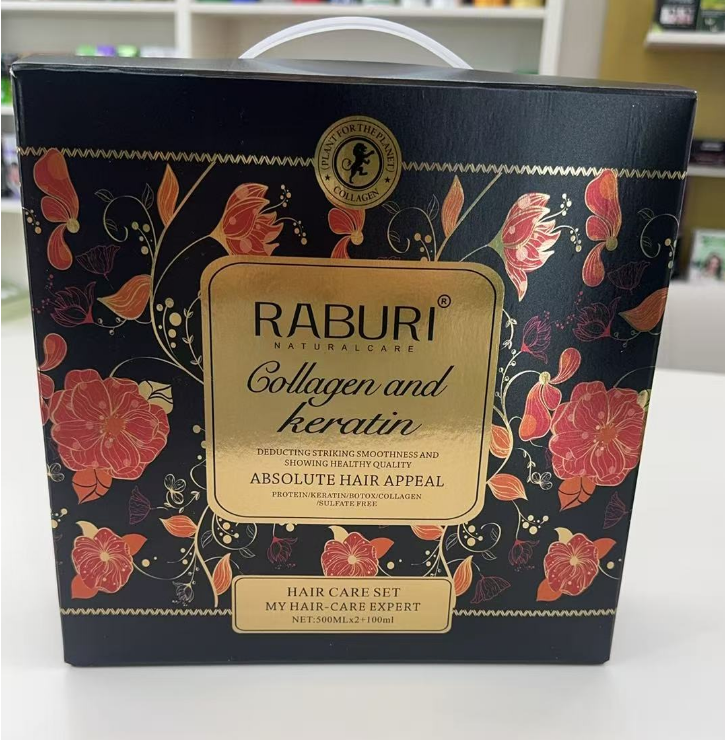 PLANT FOR THE PLANET
COLLAGEN
RABURI®
NATURALCARE
Collagen and
keratin
DEDUCTING STRIKING SMOOTHNESS AND
SHOWING HEALTHY QUALITY
ABSOLUTE HAIR APPEAL
PROTEIN/KERATIN/BOTOX/COLLAGEN
/SULFATE FREE
HAIR CARE SET
MY HAIR-CARE EXPERT
NET:500MLx2+100ml